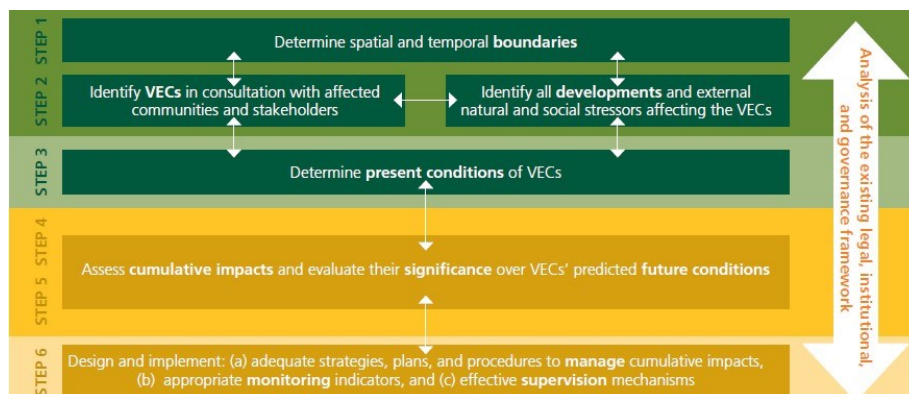 STEP 1
Determine spatial and temporal boundaries
STEP 2
Identify VECs in consultation with affected
communities and stakeholders
Identify all developments and external
natural and social stressors affecting the VECs
STEP 3
Determine present conditions of VECs
STEP 4
STEP 5
Assess cumulative impacts and evaluate their significance over VECs' predicted future conditions
STEP 6
Design and implement: (a) adequate strategies, plans, and procedures to manage cumulative impacts,
(b) appropriate monitoring indicators, and (c) effective supervision mechanisms
Analysis of the existing legal, institutional,
and governance framework